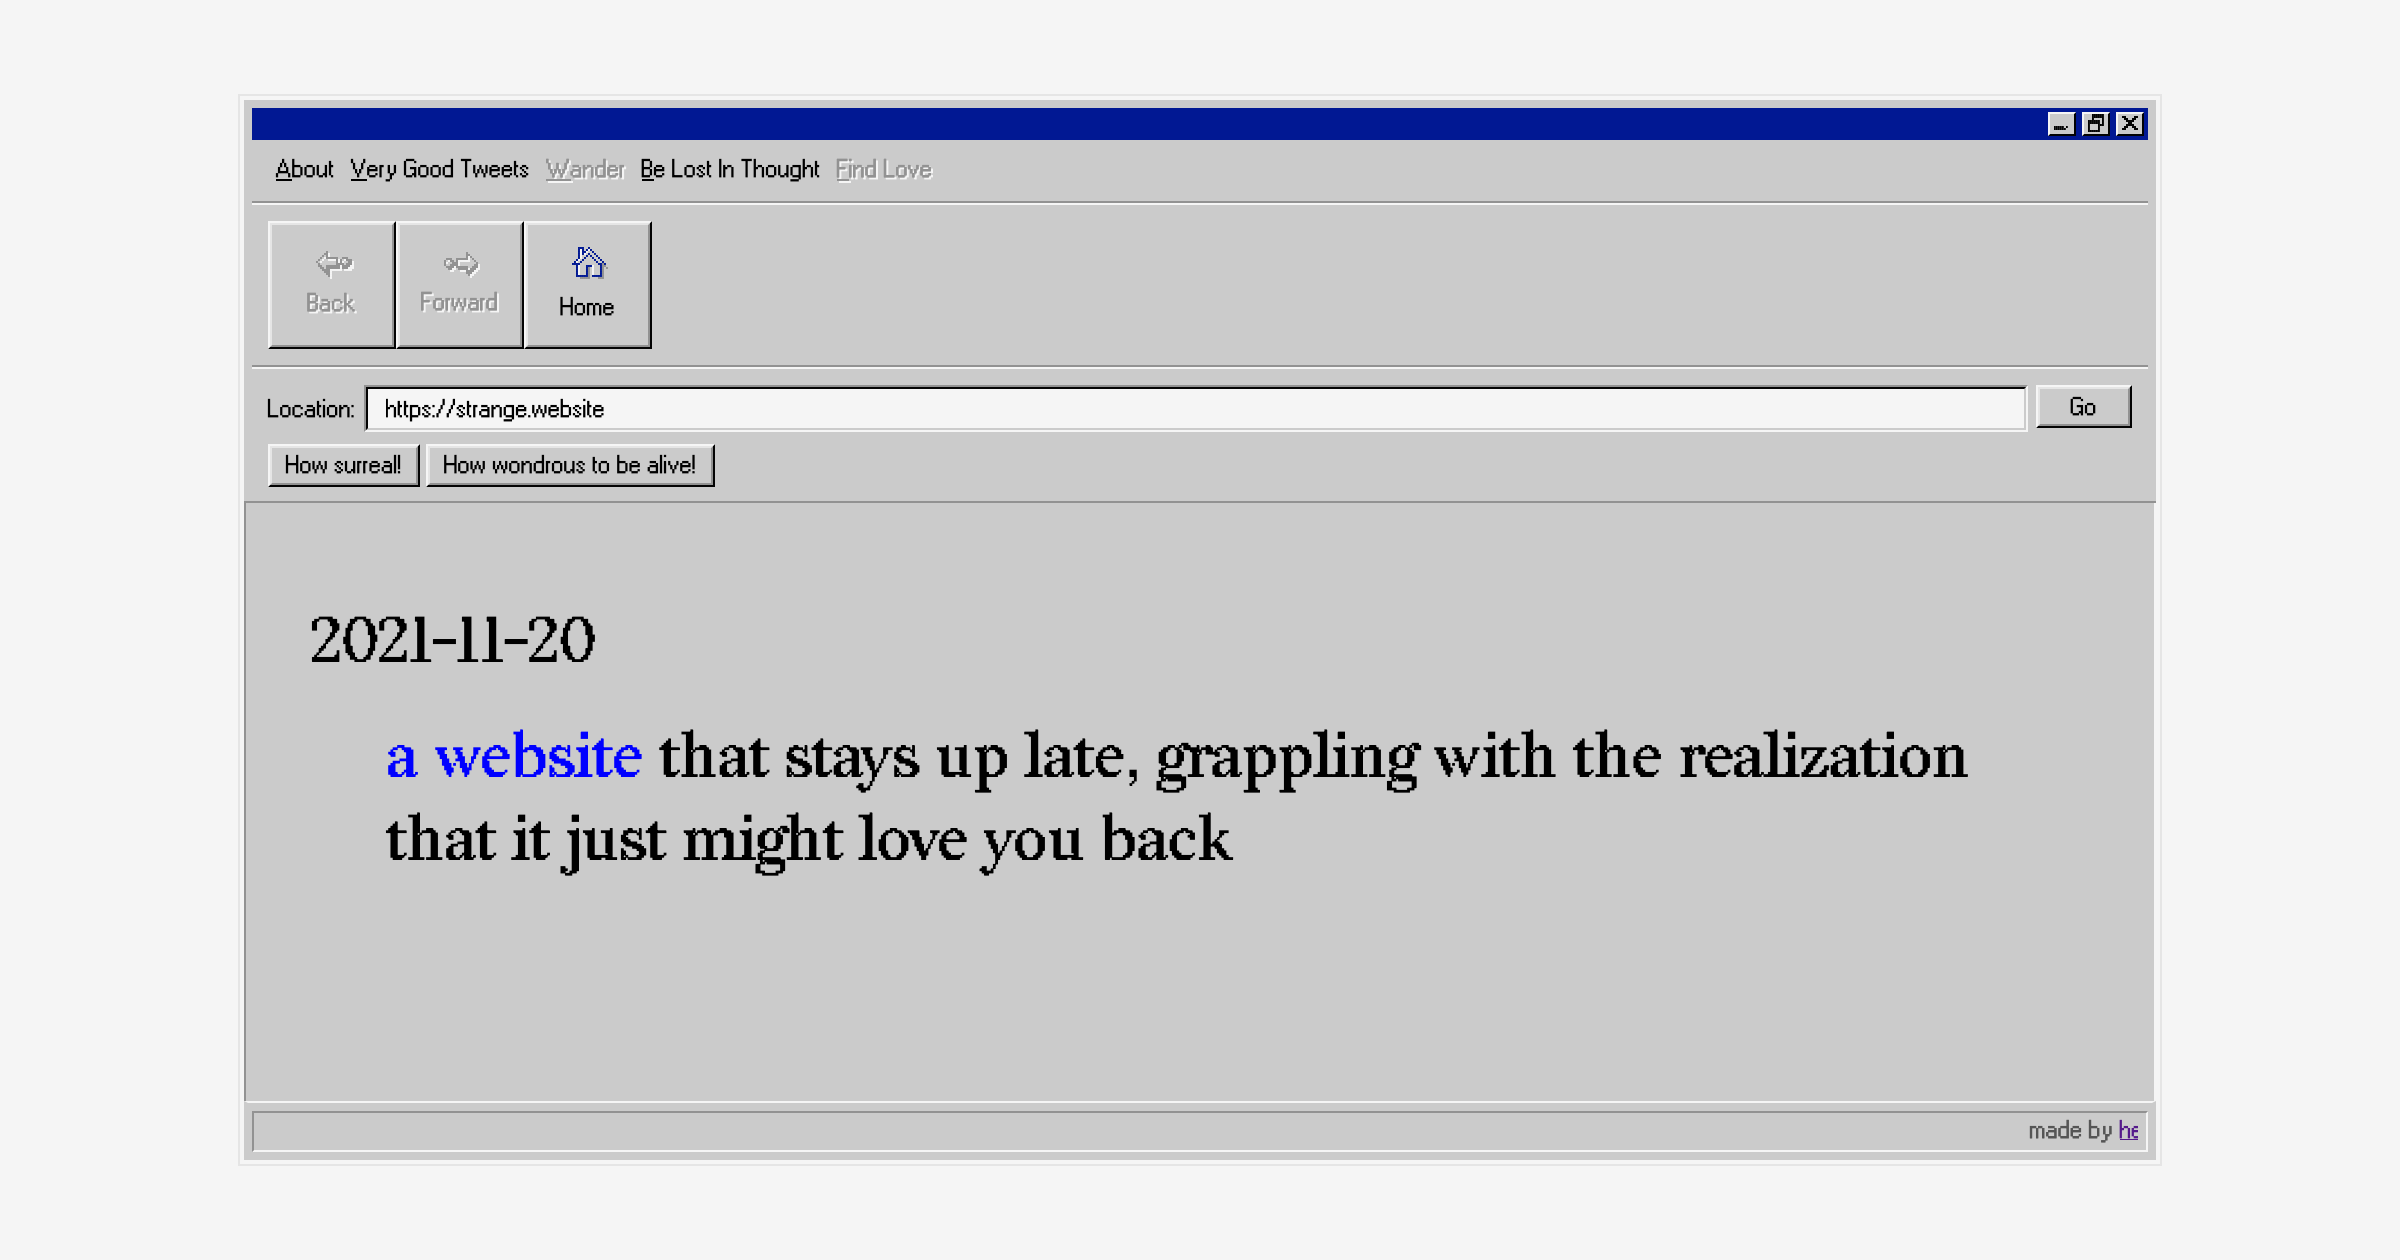 About Very Good Tweets Wander Be Lost In Thought Find Love
Back Forward Home
Location: https://strange.website Go
How surreal! How wondrous to be alive!
2021-11-20
a website that stays up late, grappling with the realization
that it just might love you back
made by he